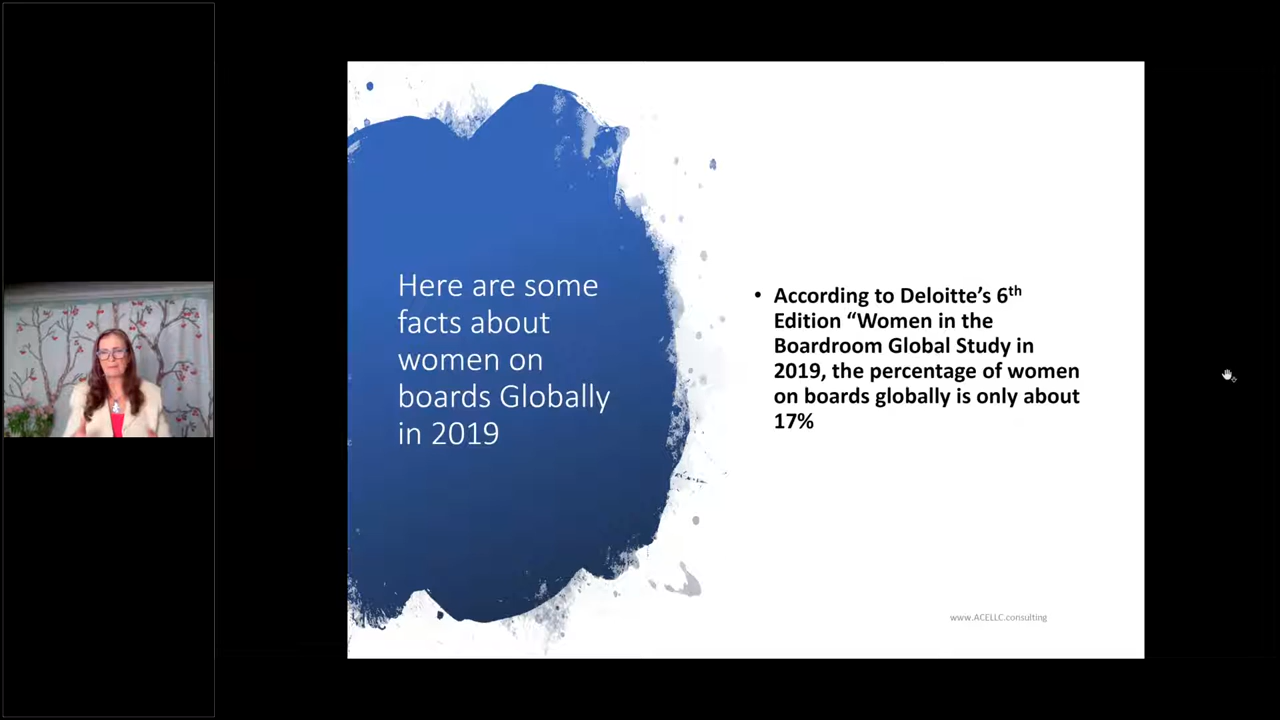 Here are some
facts about
women on
boards Globally
in 2019
• According to Deloitte’s 6th
Edition “Women in the
Boardroom Global Study in
2019, the percentage of women
on boards globally is only about
17%
www.ACELLC.consulting